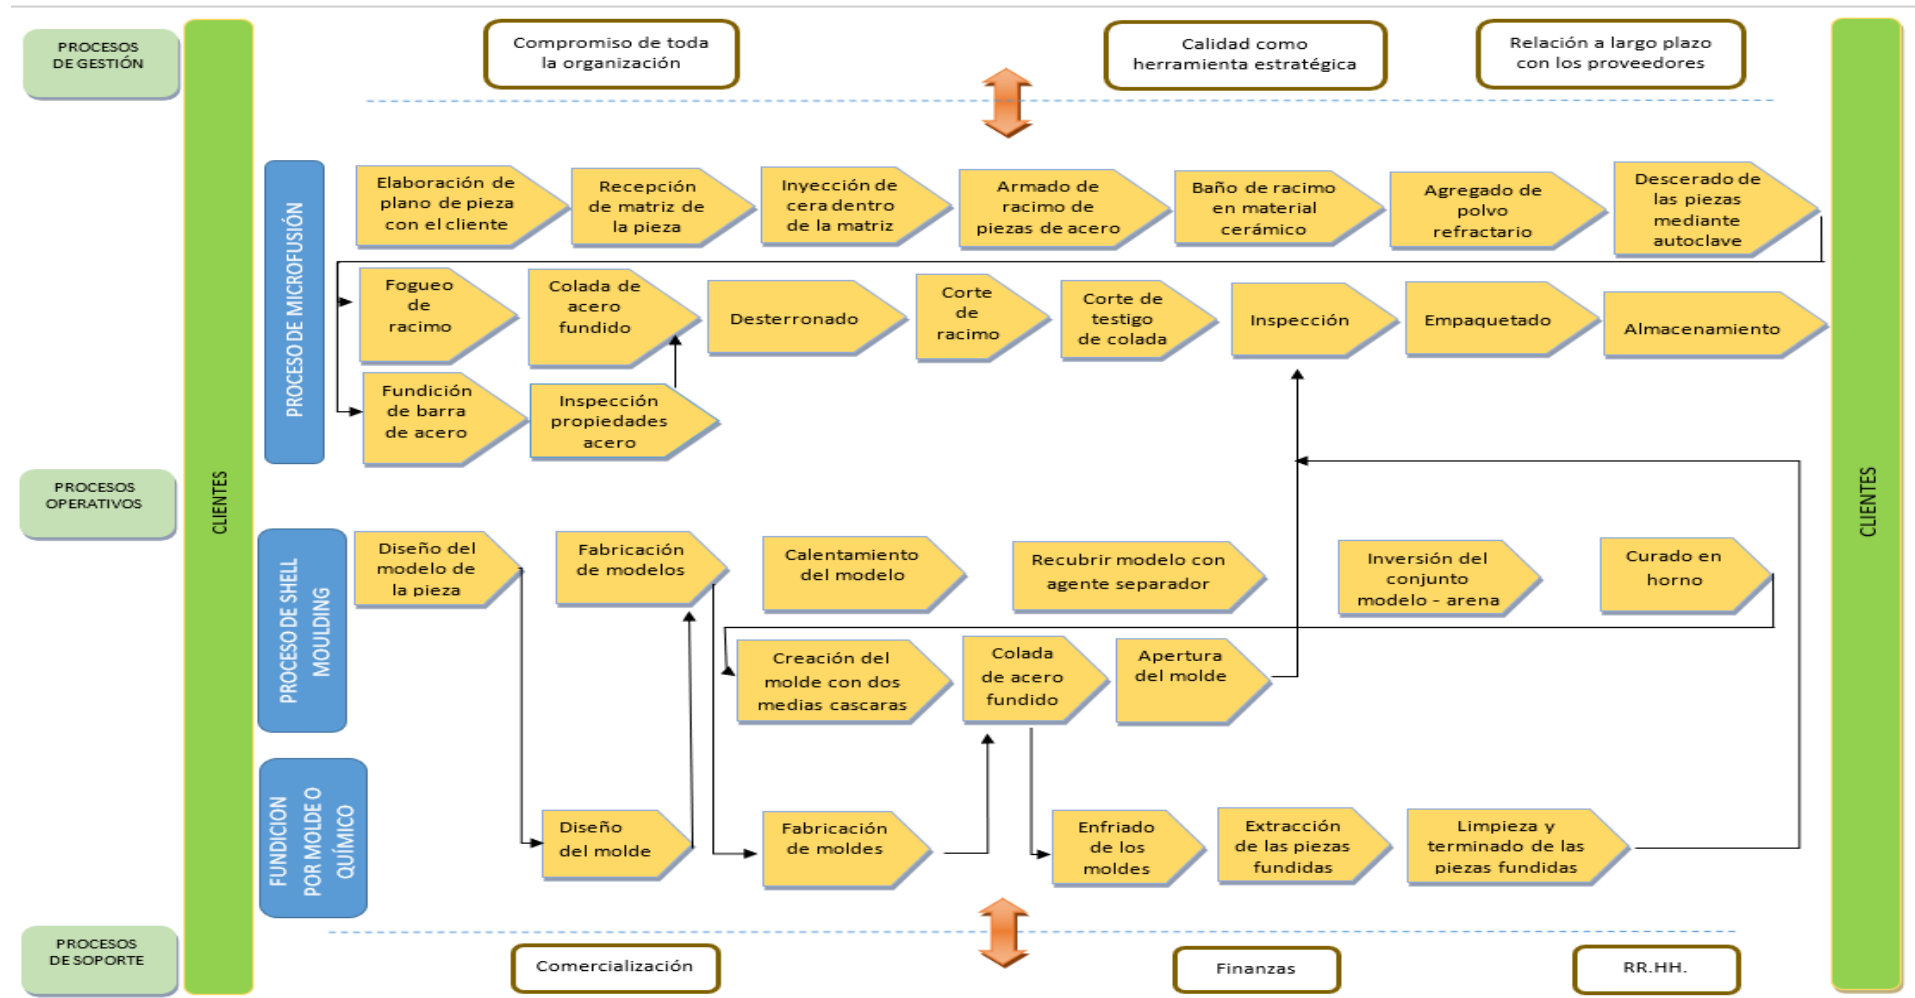 PROCESOS
DE GESTIÓN
Compromiso de toda
la organización
Calidad como
herramienta estratégica
Relación a largo plazo
con los proveedores
CLIENTES
CLIENTES
PROCESO DE MICROFUSIÓN
Elaboración de
plano de pieza
con el cliente
Recepción
de matriz de
la pieza
Inyección de
cera dentro
de la matriz
Armado de
racimo de
piezas de acero
Baño de racimo
en material
cerámico
Agregado de
polvo
refractario
Descerado de
las piezas
mediante
autoclave
Fogueo
de
racimo
Colada de
acero
fundido
Desterronado
Corte
de
racimo
Corte de
testigo
de colada
Inspección
Empaquetado
Almacenamiento
Fundición
de barra
de acero
Inspección
propiedades
acero
PROCESOS
OPERATIVOS
PROCESO DE SHELL
MOULDING
Diseño del
modelo de
la pieza
Fabricación
de modelos
Calentamiento
del modelo
Recubrir modelo con
agente separador
Inversión del
conjunto
modelo - arena
Curado en
horno
Creación del
molde con dos
medias cascaras
Colada
de acero
fundido
Apertura
del molde
FUNDICION
POR MOLDE O
QUÍMICO
Diseño
del molde
Fabricación
de moldes
Enfriado
de los
moldes
Extracción
de las piezas
fundidas
Limpieza y
terminado de las
piezas fundidas
PROCESOS
DE SOPORTE
Comercialización
Finanzas
RR.HH.